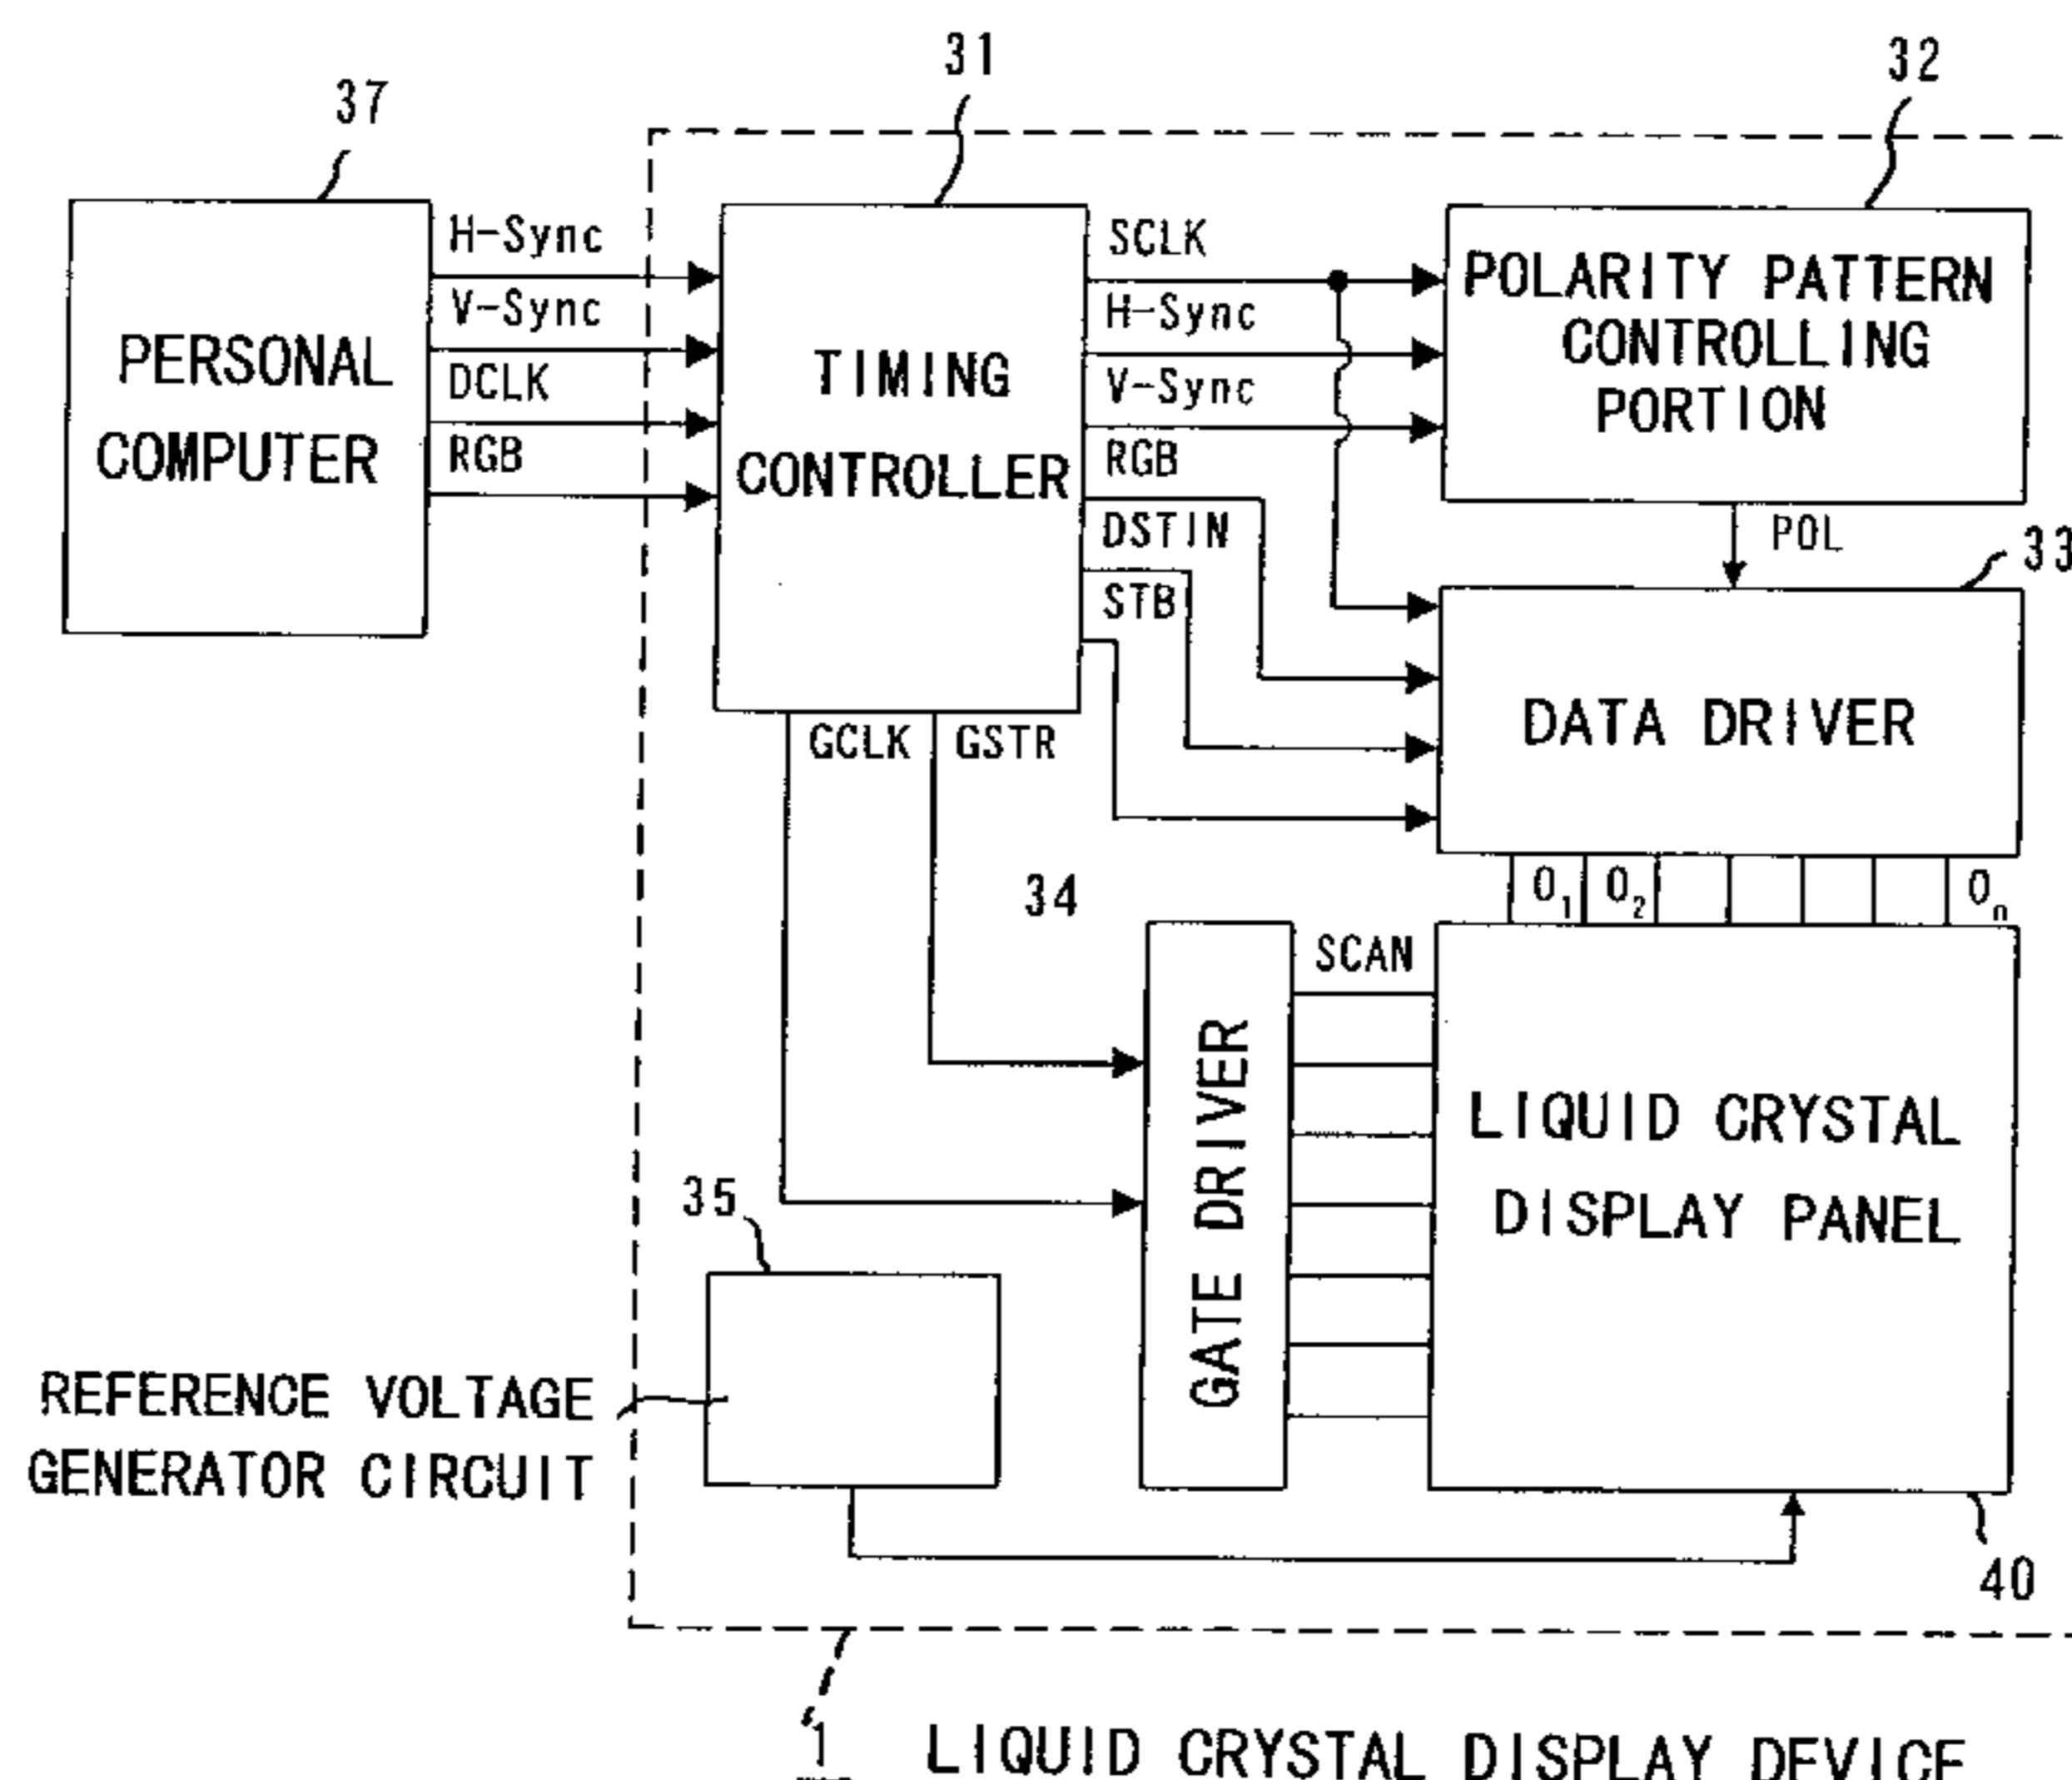 37
31
32
PERSONAL
COMPUTER
H-Sync
V-Sync
DCLK
RGB
TIMING
CONTROLLER
SCLK
H-Sync
V-Sync
RGB
DSTIN
STB
POLARITY PATTERN
CONTROLLING
PORTION
POL
33
DATA DRIVER
GCLK
GSTR
34
O1
O2
On
SCAN
GATE DRIVER
LIQUID CRYSTAL
DISPLAY PANEL
35
REFERENCE VOLTAGE
GENERATOR CIRCUIT
40
1 LIQUID CRYSTAL DISPLAY DEVICE